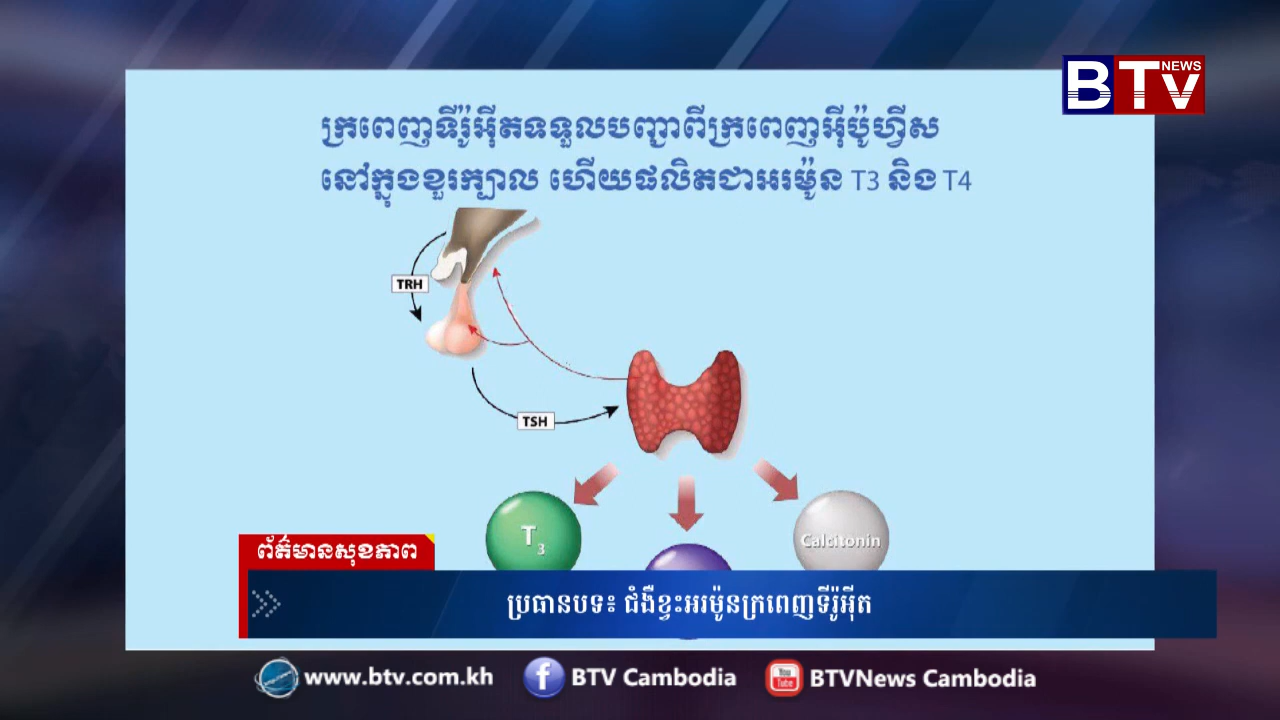 BTV NEWS
ក្រពេញទីរ៉ូអ៊ីតទទួលបញ្ជាពីក្រពេញអ៊ីប៉ូហ្វីស
នៅក្នុងខួរក្បាល ហើយផលិតជាអរម៉ូន T3 និង T4
TRH
TSH
T3
Calcitonin
ព័ត៌មានសុខភាព
ប្រធានបទ៖ ជំងឺខ្វះអរម៉ូនក្រពេញទីរ៉ូអ៊ីត
www.btv.com.kh BTV Cambodia You Tube BTVNews Cambodia